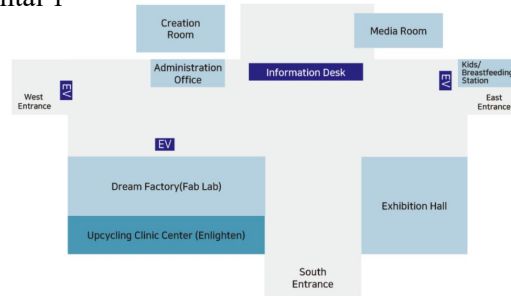 Creation
Room
Media Room
Administration
Office
Information Desk
Kids/
Breastfeeding
Station
EV
EV
West
Entrance
East
Entrance
EV
Dream Factory(Fab Lab)
Exhibition Hall
Upcycling Clinic Center (Enlighten)
South
Entrance